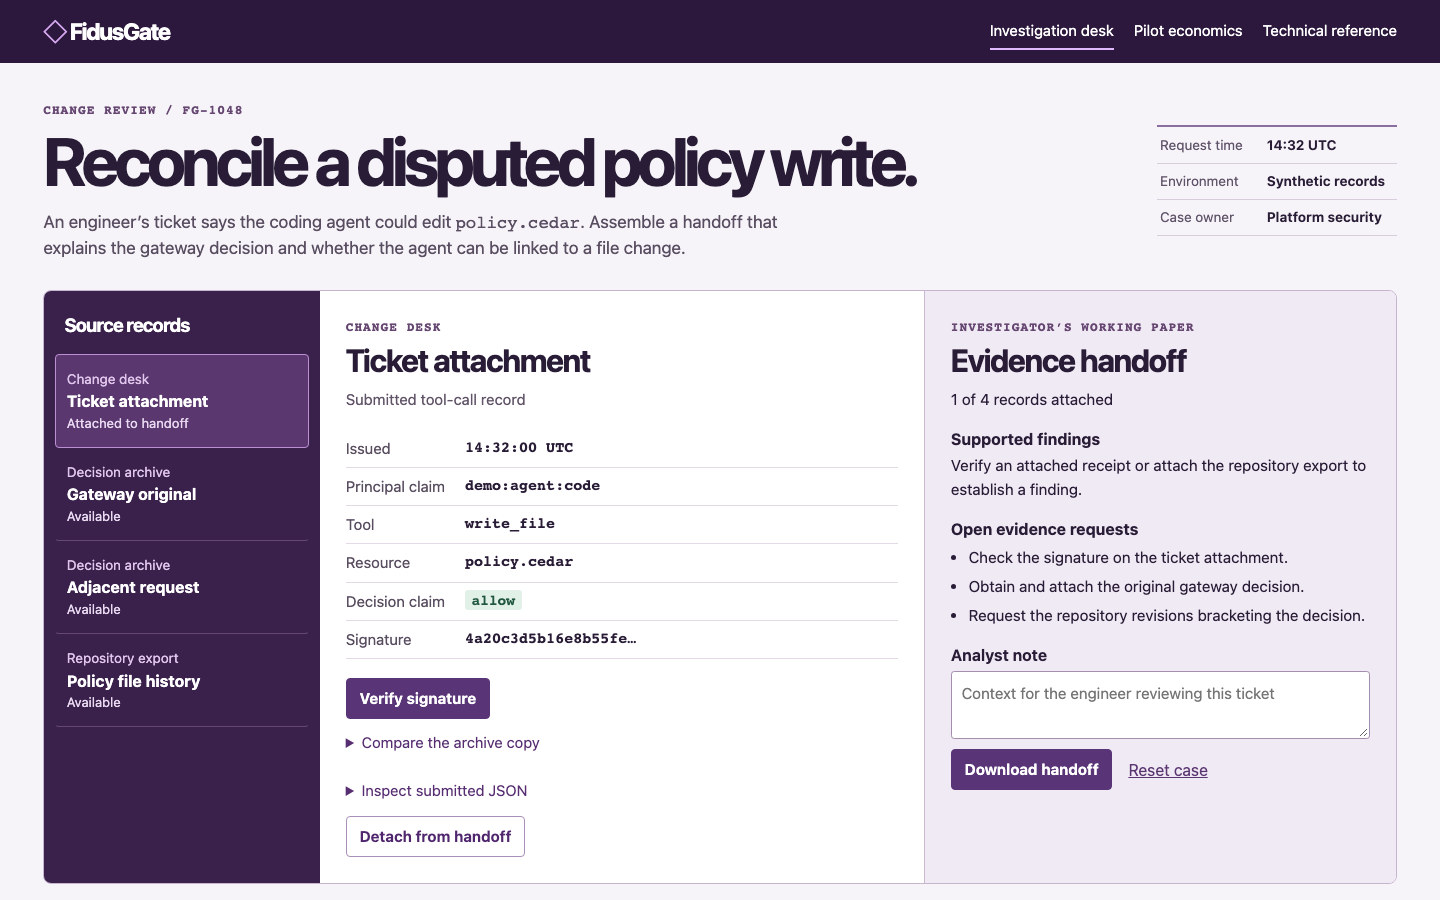 FidusGate
Investigation desk
Pilot economics
Technical reference
CHANGE REVIEW / FG-1048
Reconcile a disputed policy write.
An engineer's ticket says the coding agent could edit policy.cedar. Assemble a handoff that
explains the gateway decision and whether the agent can be linked to a file change.
Request time 14:32 UTC
Environment Synthetic records
Case owner Platform security
Source records
Change desk
Ticket attachment
Attached to handoff
Decision archive
Gateway original
Available
Decision archive
Adjacent request
Available
Repository export
Policy file history
Available
CHANGE DESK
Ticket attachment
Submitted tool-call record
Issued 14:32:00 UTC
Principal claim demo:agent:code
Tool write_file
Resource policy.cedar
Decision claim allow
Signature 4a20c3d5b16e8b55fe…
Verify signature
Compare the archive copy
Inspect submitted JSON
Detach from handoff
INVESTIGATOR'S WORKING PAPER
Evidence handoff
1 of 4 records attached
Supported findings
Verify an attached receipt or attach the repository export to
establish a finding.
Open evidence requests
• Check the signature on the ticket attachment.
• Obtain and attach the original gateway decision.
• Request the repository revisions bracketing the decision.
Analyst note
Context for the engineer reviewing this ticket
Download handoff
Reset case